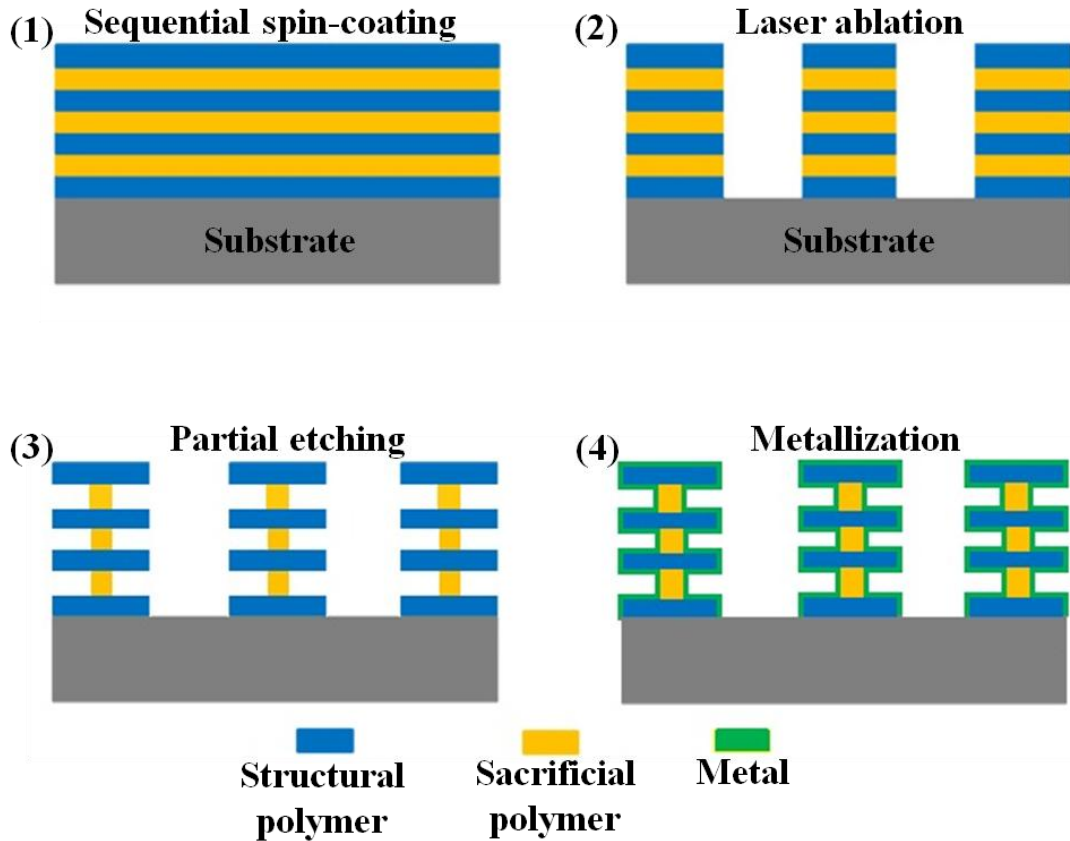 (1) Sequential spin-coating
Substrate
(2) Laser ablation
Substrate
(3) Partial etching
(4) Metallization
Structural
polymer
Sacrificial
polymer
Metal